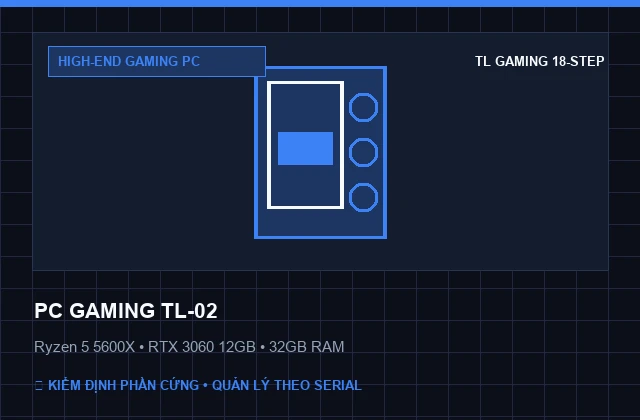 HIGH-END GAMING PC
TL GAMING 18-STEP
PC GAMING TL-02
Ryzen 5 5600X • RTX 3060 12GB • 32GB RAM
KIỂM ĐỊNH PHẦN CỨNG • QUẢN LÝ THEO SERIAL